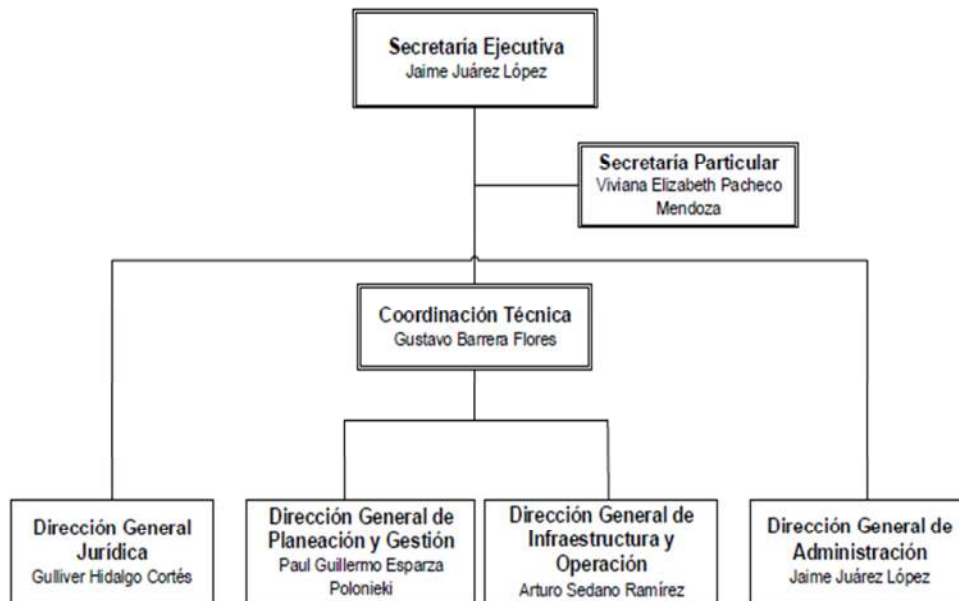 Secretaría Ejecutiva
Jaime Juárez López
Secretaría Particular
Viviana Elizabeth Pacheco
Mendoza
Coordinación Técnica
Gustavo Barrera Flores
Dirección General
Jurídica
Gulliver Hidalgo Cortés
Dirección General de
Planeación y Gestión
Paul Guillermo Esparza
Polonieki
Dirección General de
Infraestructura y
Operación
Arturo Sedano Ramírez
Dirección General de
Administración
Jaime Juárez López